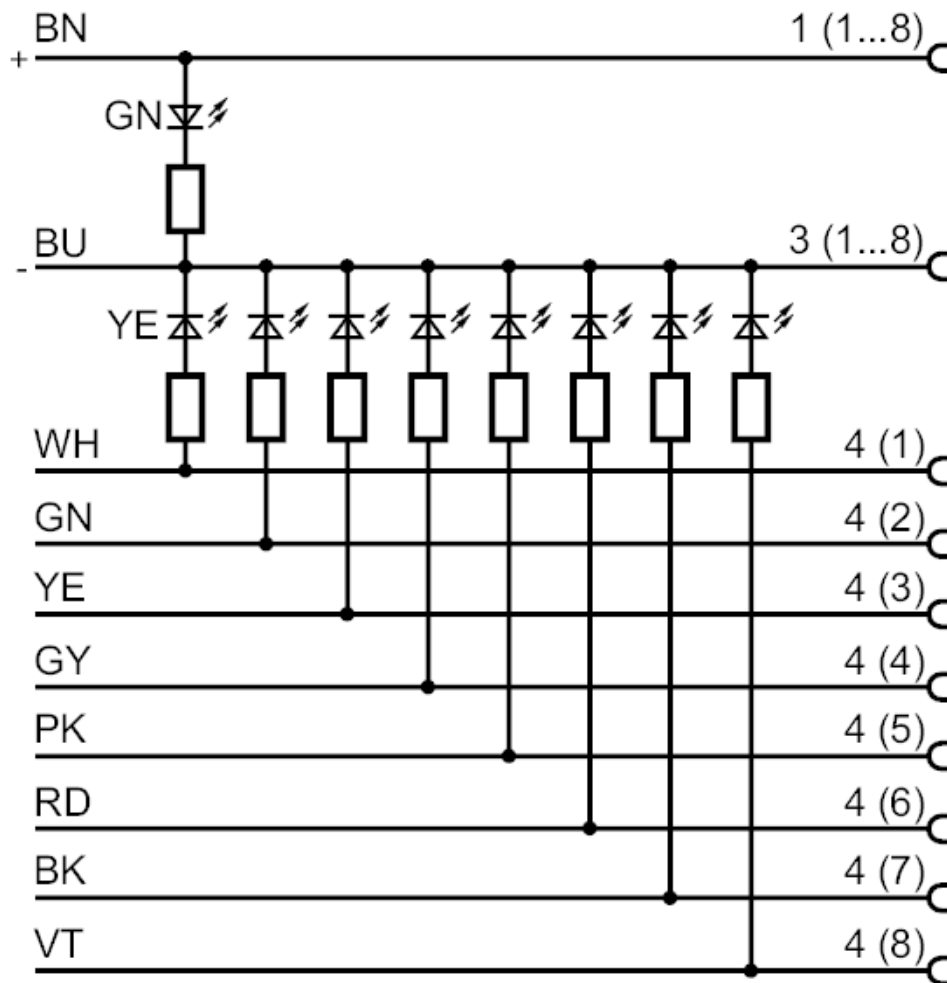 BN 1 (1...8)
+
GN
BU 3 (1...8)
-
YE
WH 4 (1)
GN 4 (2)
YE 4 (3)
GY 4 (4)
PK 4 (5)
RD 4 (6)
BK 4 (7)
VT 4 (8)